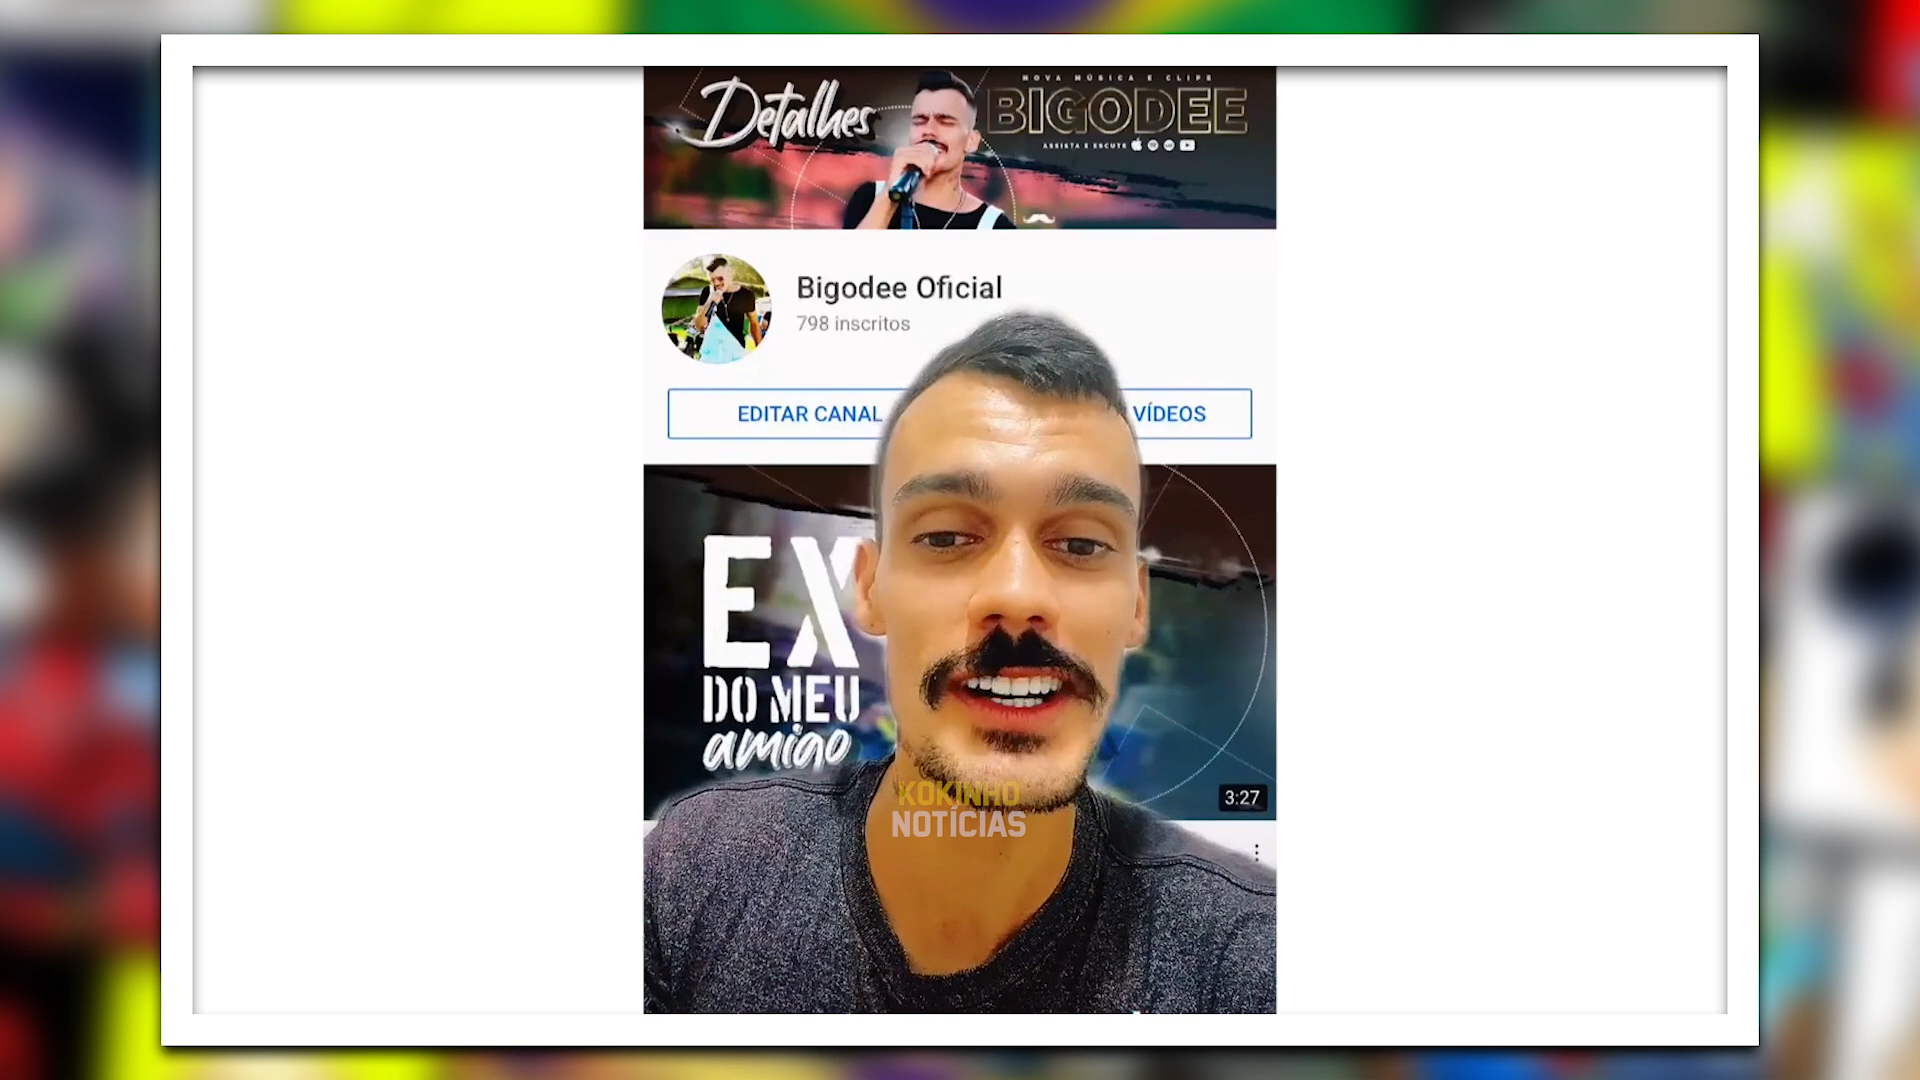 Detalhes
NOVA MÚSICA E CLIPE
BIGODEE
ASSISTA E ESCUTE
Bigodee Oficial
798 inscritos
EDITAR CANAL
VÍDEOS
EX
DO MEU
amigo
KOKINHO
NOTÍCIAS
3:27